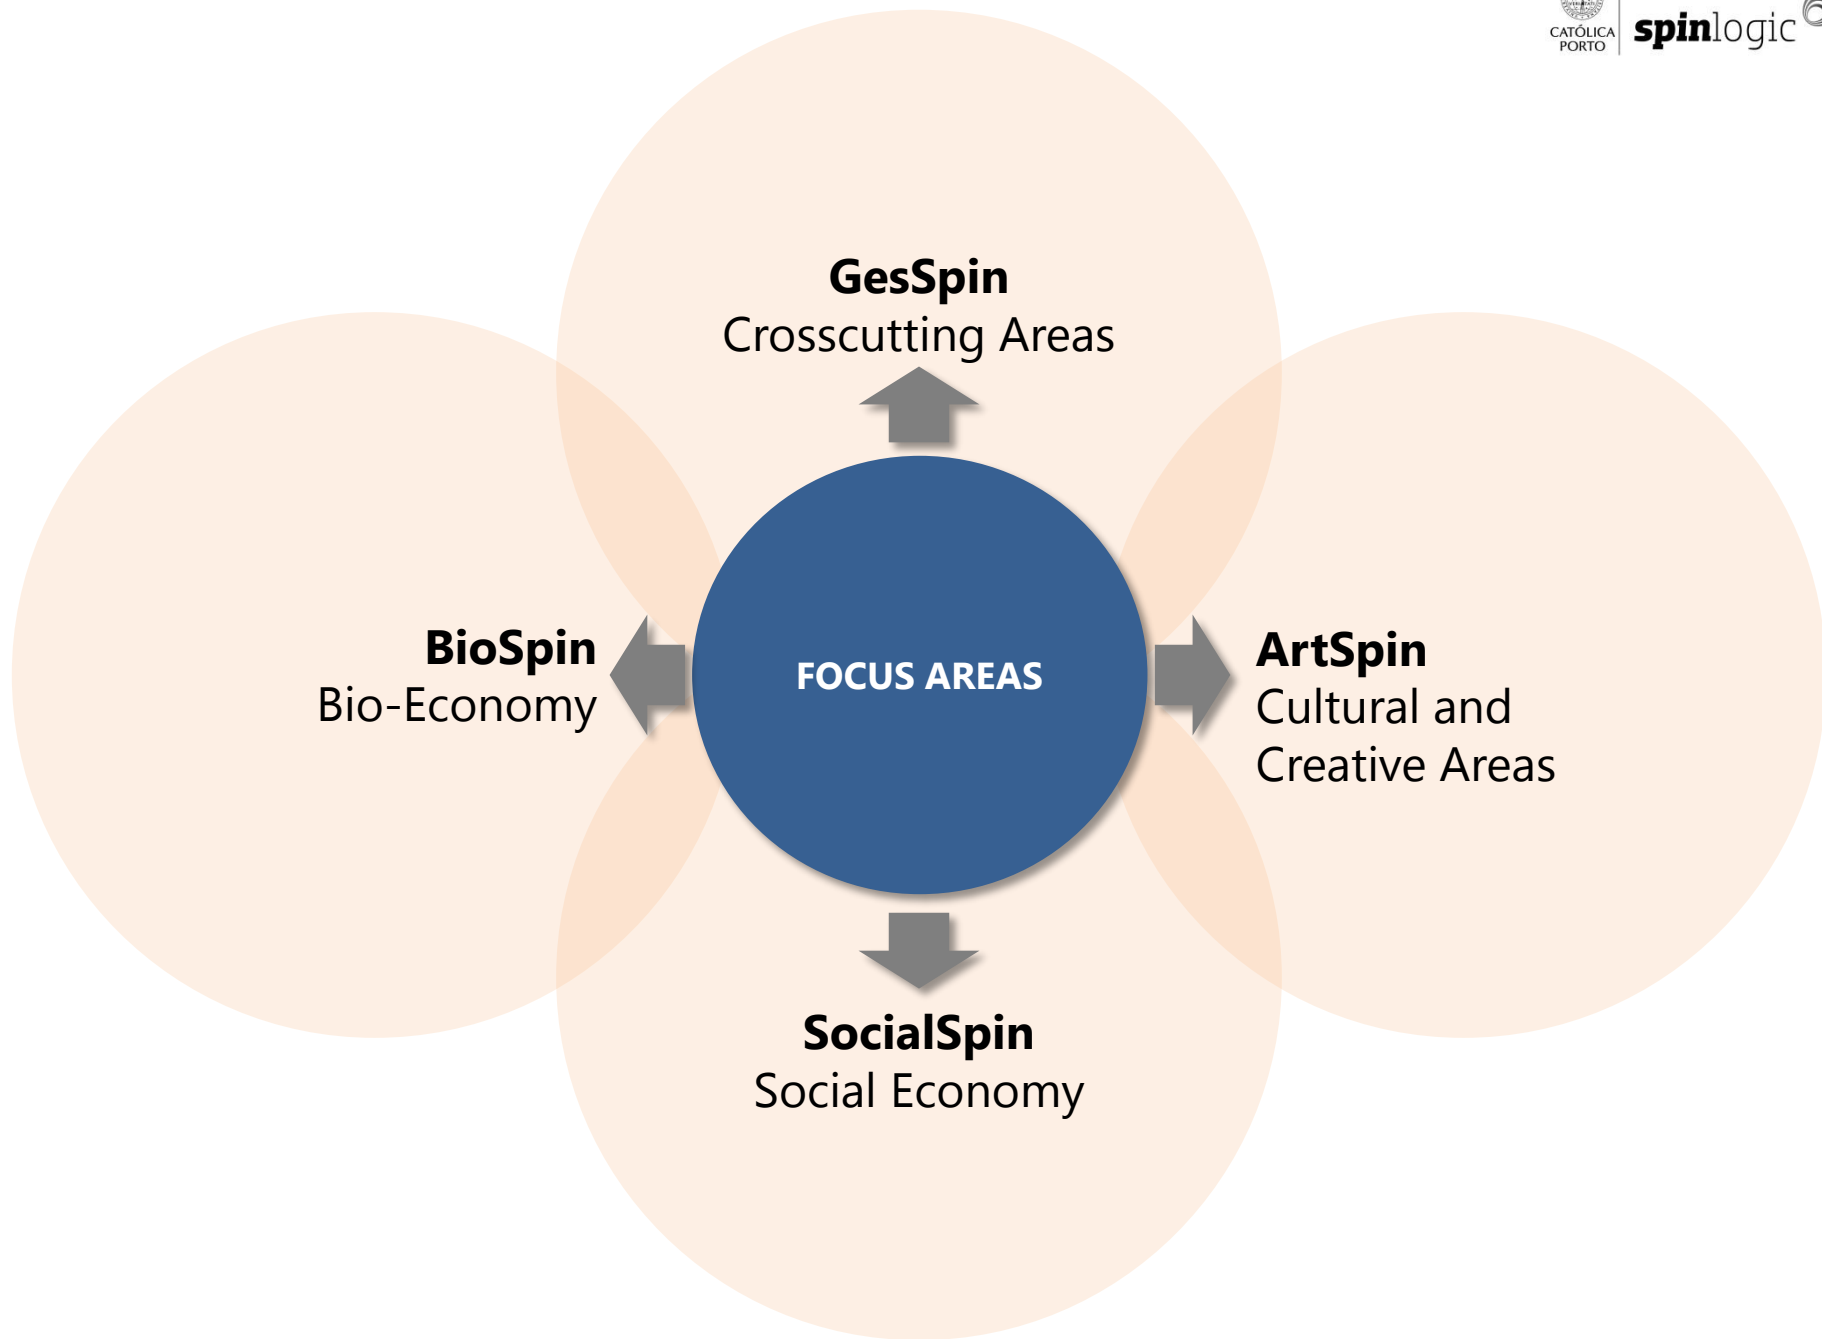 CATÓLICA
PORTO
spinlogic
GesSpin
Crosscutting Areas
BioSpin
Bio-Economy
FOCUS AREAS
ArtSpin
Cultural and
Creative Areas
SocialSpin
Social Economy